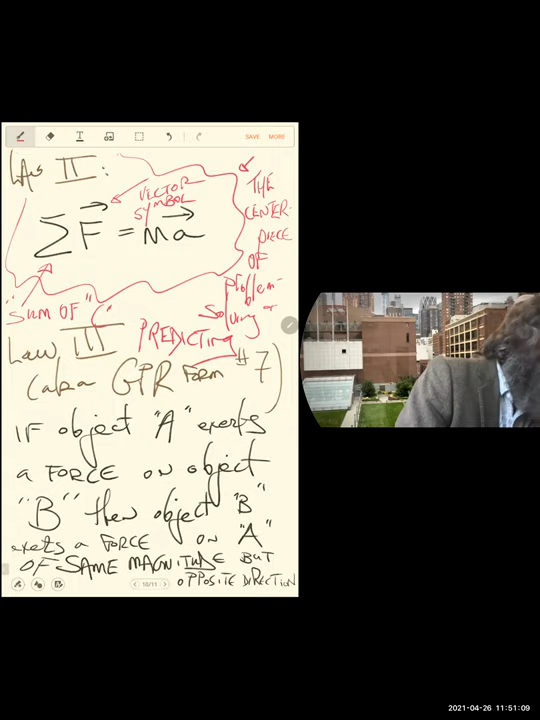 SAVE MORE
LAW II:
VECTOR
SYMBOL
∑F = ma
THE
CENTER-
PIECE
OF
problem-
solving or
PREDICTING
"SUM OF"
Law III
(aka GPR FORM #7)
IF object "A" exerts
a FORCE ON object
"B" then object "B"
exerts a FORCE ON "A"
OF SAME MAGNITUDE BUT
OPPOSITE DIRECTION
10/11
2021-04-26 11:51:09